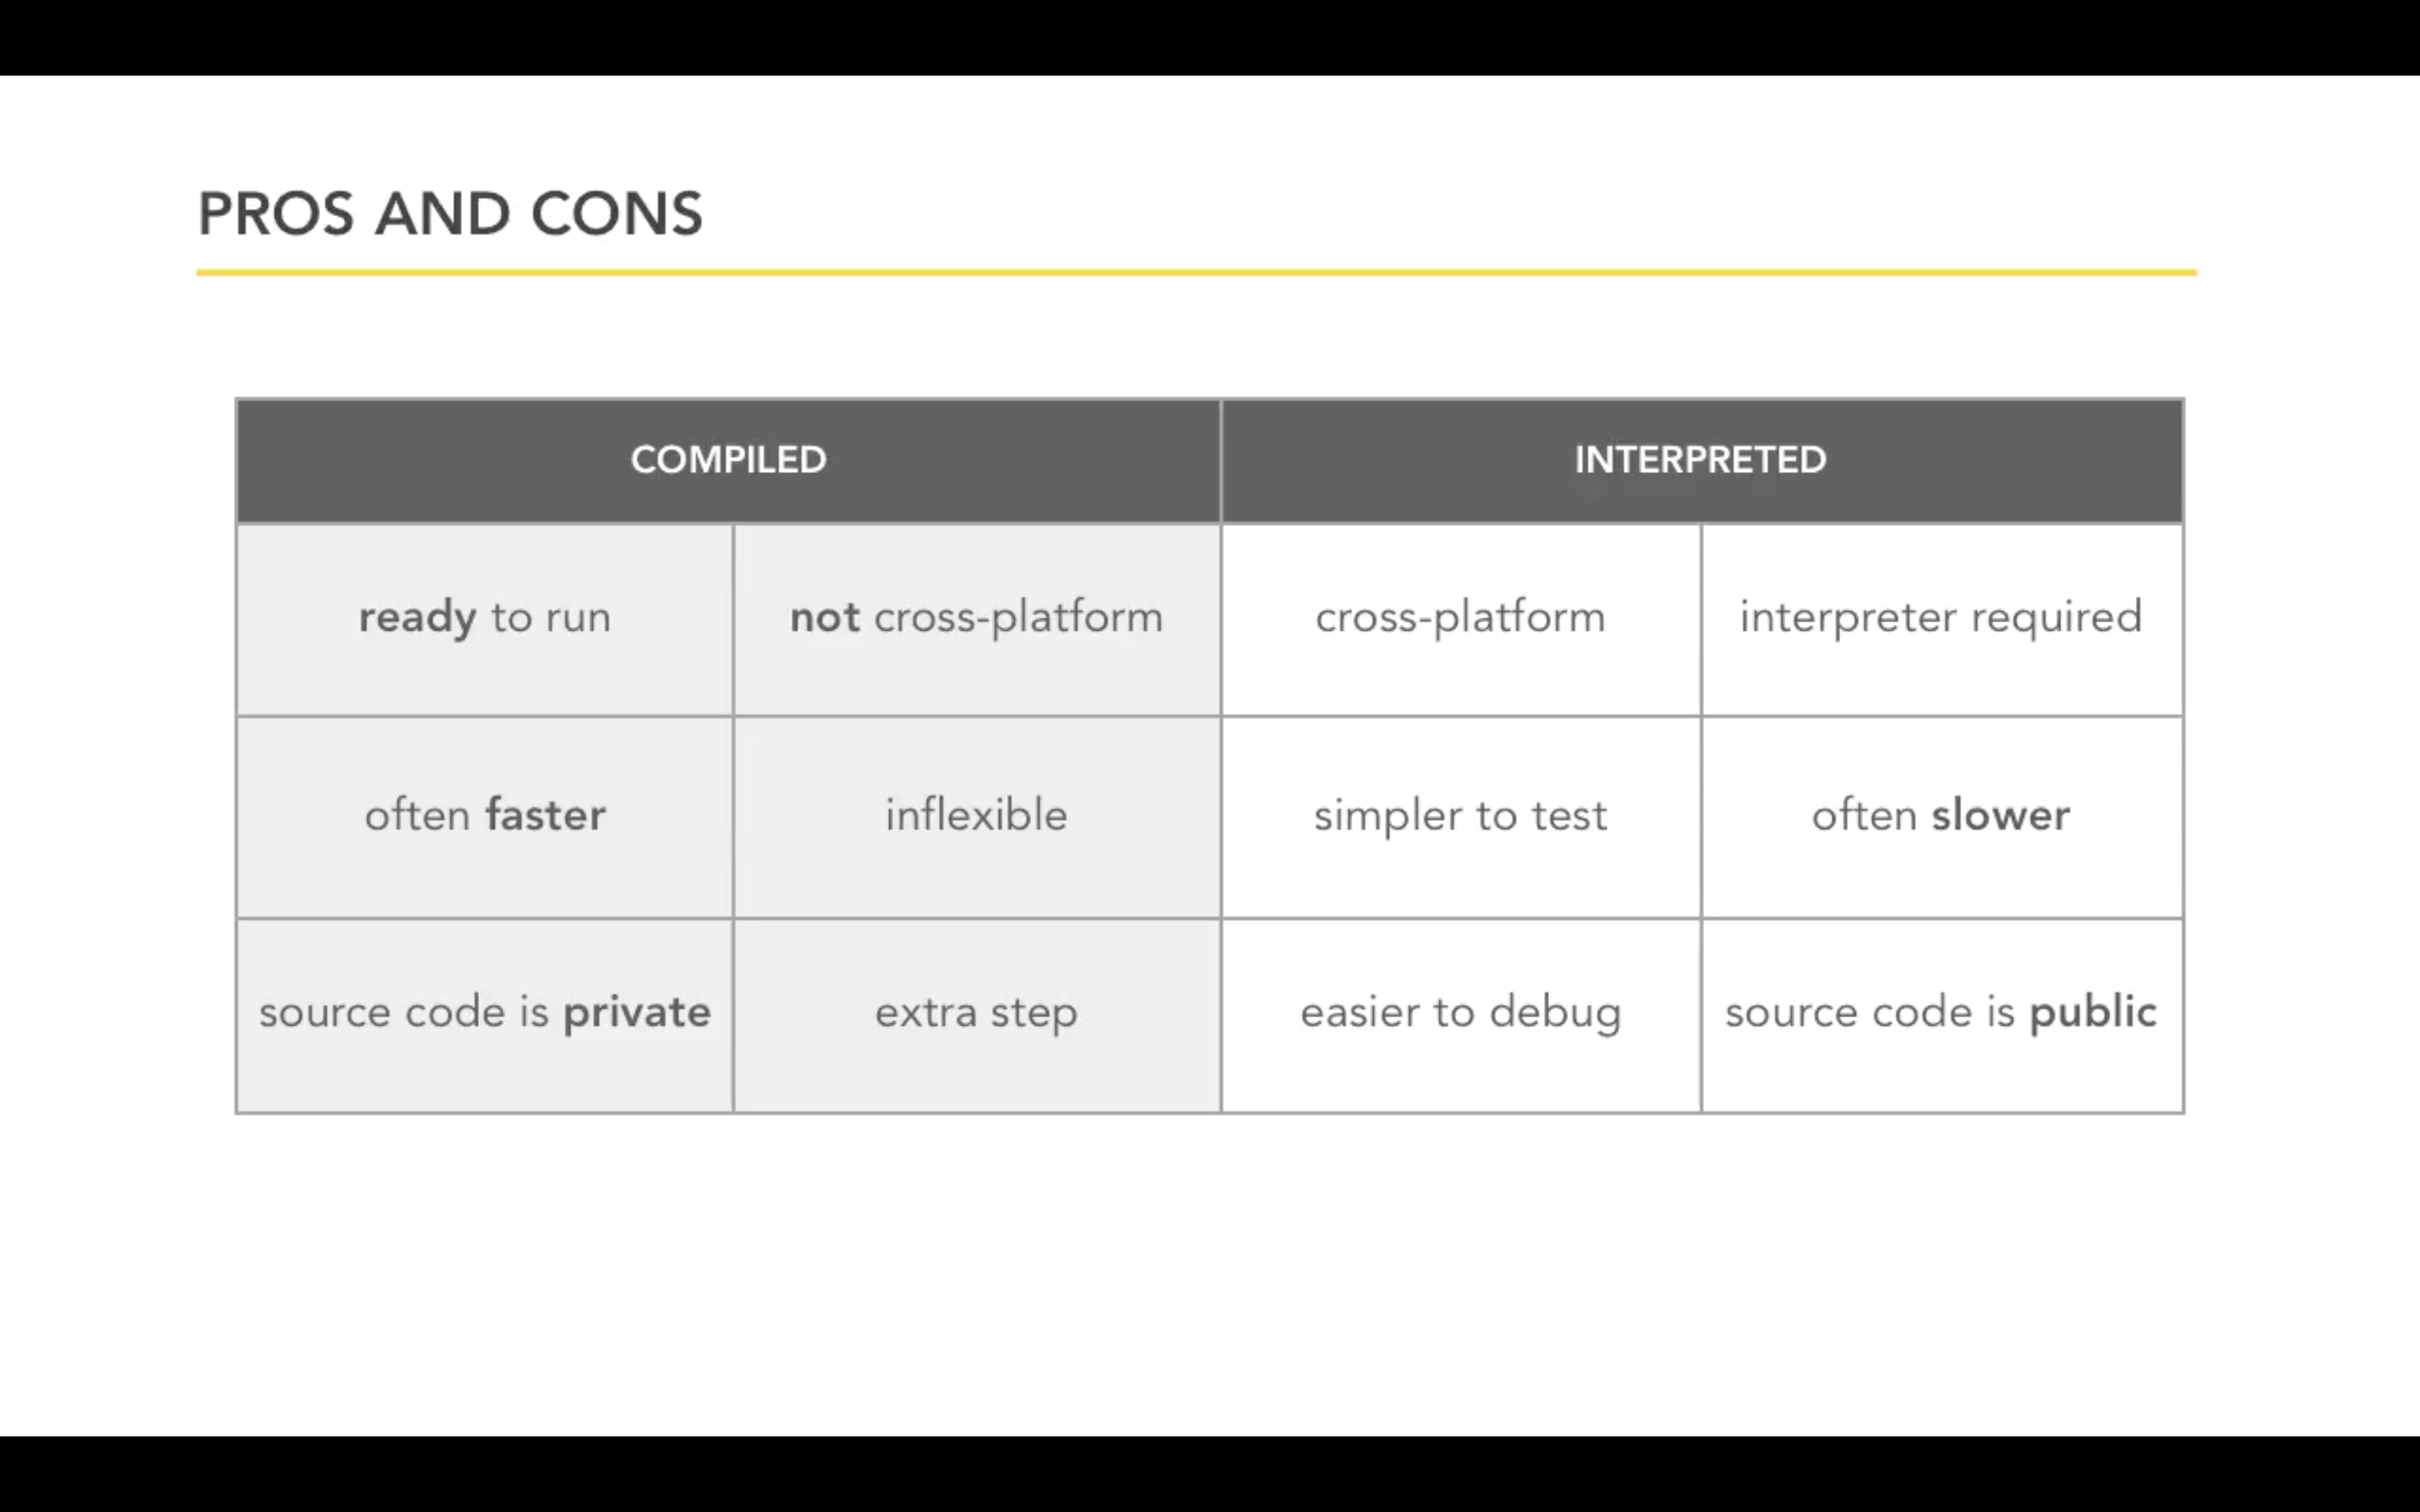 PROS AND CONS
COMPILED INTERPRETED
ready to run not cross-platform cross-platform interpreter required
often faster inflexible simpler to test often slower
source code is private extra step easier to debug source code is public